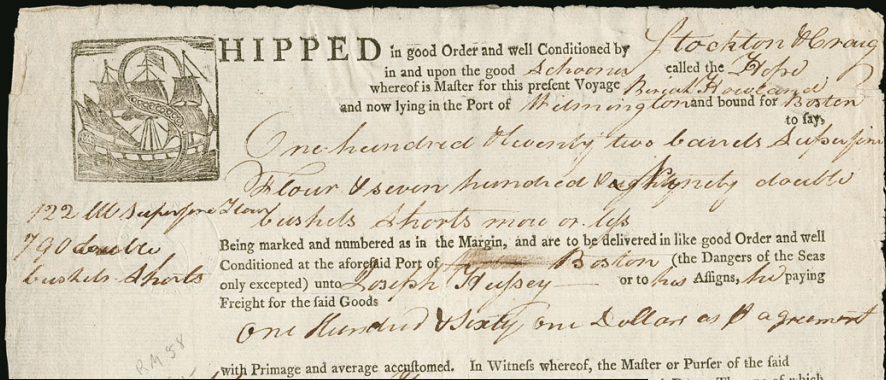 SHIPPED in good Order and well Conditioned by Stockton & Craig
in and upon the good Schooner called the Hope
whereof is Master for this present Voyage Howland
and now lying in the Port of Wilmington and bound for Boston
to say,
One hundred & twenty two barrels Superfine
Flour & seven hundred & ninety double
bushels Shorts more or less
122 bbl Superfine Flour
790 double
bushels Shorts
Being marked and numbered as in the Margin, and are to be delivered in like good Order and well
Conditioned at the aforesaid Port of Boston (the Dangers of the Seas
only excepted) unto Joseph Hussey or to his Assigns, he paying
Freight for the said Goods
One Hundred & Sixty one Dollars as P agreement
RM 58
with Primage and average accustomed. In Witness whereof, the Master or Purser of the said